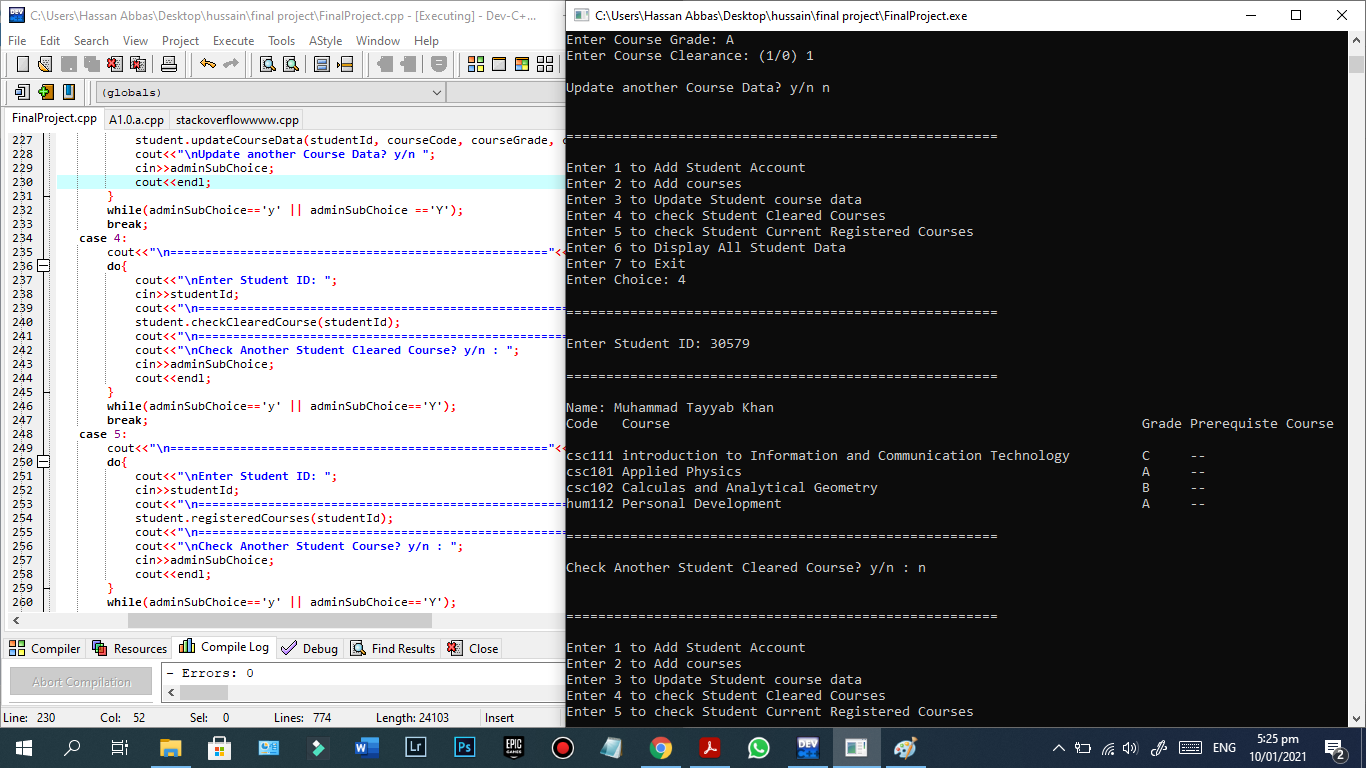 C:\Users\Hassan Abbas\Desktop\hussain\final project\FinalProject.cpp - [Executing] - Dev-C+...
File Edit Search View Project Execute Tools AStyle Window Help
(globals)
FinalProject.cpp A1.0.a.cpp stackoverflowwww.cpp
227 student.updateCourseData(studentId, courseCode, courseGrade,
228 cout<<"\nUpdate another Course Data? y/n ";
229 cin>>adminSubChoice;
230 cout<<endl;
231 }
232 while(adminSubChoice=='y' || adminSubChoice =='Y');
233 break;
234 case 4:
235 cout<<"\n======================================================"<<
236 do{
237 cout<<"\nEnter Student ID: ";
238 cin>>studentId;
239 cout<<"\n=====================================================
240 student.checkClearedCourse(studentId);
241 cout<<"\n=====================================================
242 cout<<"\nCheck Another Student Cleared Course? y/n : ";
243 cin>>adminSubChoice;
244 cout<<endl;
245 }
246 while(adminSubChoice=='y' || adminSubChoice=='Y');
247 break;
248 case 5:
249 cout<<"\n======================================================"<<
250 do{
251 cout<<"\nEnter Student ID: ";
252 cin>>studentId;
253 cout<<"\n=====================================================
254 student.registeredCourses(studentId);
255 cout<<"\n=====================================================
256 cout<<"\nCheck Another Student Course? y/n : ";
257 cin>>adminSubChoice;
258 cout<<endl;
259 }
260 while(adminSubChoice=='y' || adminSubChoice=='Y');
Compiler Resources Compile Log Debug Find Results Close
Abort Compilation
- Errors: 0
Line: 230 Col: 52 Sel: 0 Lines: 774 Length: 24103 Insert
C:\Users\Hassan Abbas\Desktop\hussain\final project\FinalProject.exe
Enter Course Grade: A
Enter Course Clearance: (1/0) 1
Update another Course Data? y/n n
======================================================
Enter 1 to Add Student Account
Enter 2 to Add courses
Enter 3 to Update Student course data
Enter 4 to check Student Cleared Courses
Enter 5 to check Student Current Registered Courses
Enter 6 to Display All Student Data
Enter 7 to Exit
Enter Choice: 4
======================================================
Enter Student ID: 30579
======================================================
Name: Muhammad Tayyab Khan
Code Course Grade Prerequiste Course
csc111 introduction to Information and Communication Technology C --
csc101 Applied Physics A --
csc102 Calculas and Analytical Geometry B --
hum112 Personal Development A --
======================================================
Check Another Student Cleared Course? y/n : n
======================================================
Enter 1 to Add Student Account
Enter 2 to Add courses
Enter 3 to Update Student course data
Enter 4 to check Student Cleared Courses
Enter 5 to check Student Current Registered Courses
DEV
Lr
Ps
EPIC GAMES
DEV
ENG
5:25 pm
10/01/2021
2